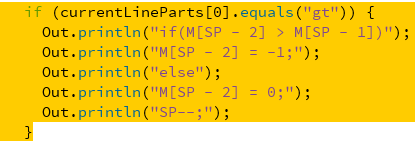 if (currentLineParts[0].equals("gt")) {
Out.println("if(M[SP - 2] > M[SP - 1])");
Out.println("M[SP - 2] = -1;");
Out.println("else");
Out.println("M[SP - 2] = 0;");
Out.println("SP--;");
}